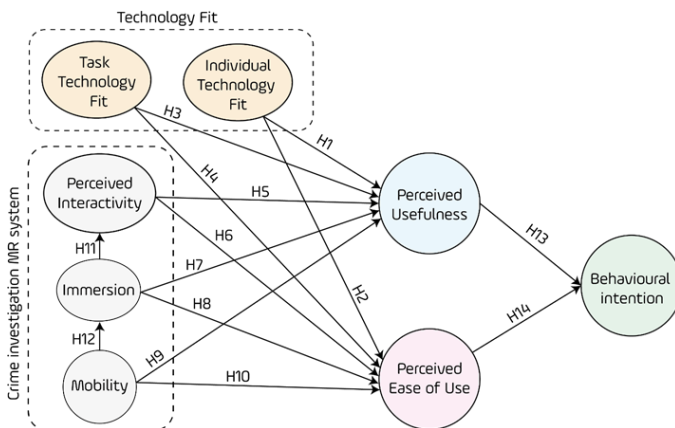 Technology Fit
Task
Technology
Fit
Individual
Technology
Fit
H3
H1
H4
Crime investigation MR system
Perceived
Interactivity
H5
Perceived
Usefulness
H6
H13
H11
H7
Immersion
H8
H2
Behavioural
intention
H12
H9
H14
Mobility
H10
Perceived
Ease of Use